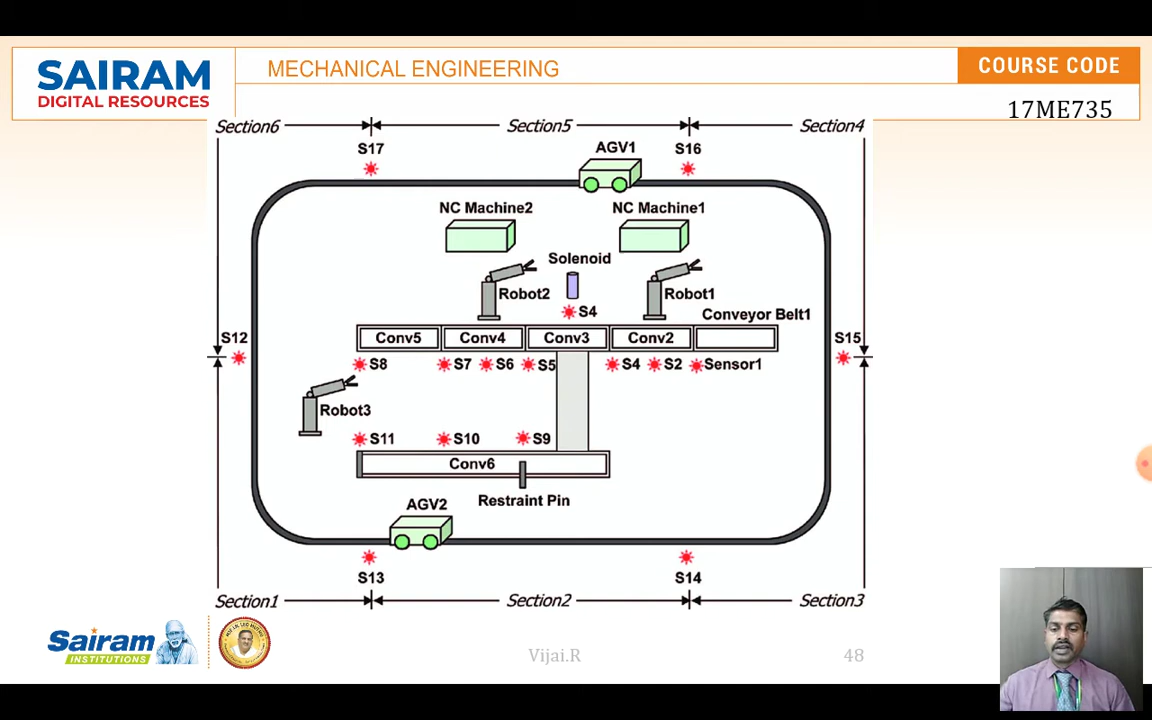 SAIRAM
DIGITAL RESOURCES
MECHANICAL ENGINEERING
COURSE CODE
17ME735
Section6
Section5
Section4
S17
AGV1
S16
NC Machine2
NC Machine1
Solenoid
Robot2
Robot1
S4
Conveyor Belt1
S12
Conv5
Conv4
Conv3
Conv2
S15
S8
S7
S6
S5
S4
S2
Sensor1
Robot3
S11
S10
S9
Conv6
AGV2
Restraint Pin
S13
S14
Section1
Section2
Section3
Sairam
INSTITUTIONS
Vijai.R
48